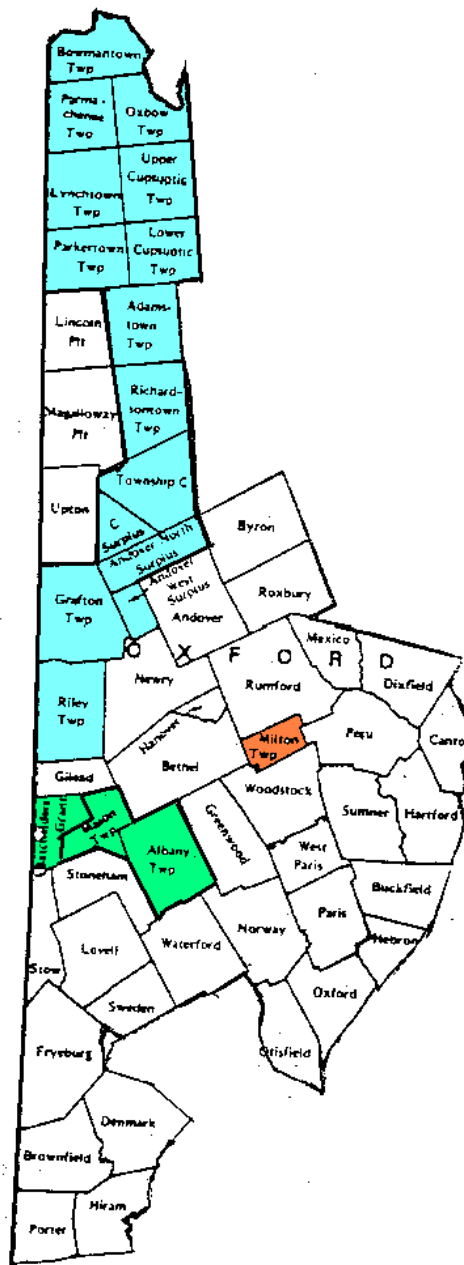 Bowmantown
Twp
Parma-
chenee
Twp
Oxbow
Twp
Lynchtown
Twp
Upper
Cupsuptic
Twp
Parkertown
Twp
Lower
Cupsuptic
Twp
Lincoln
Plt
Adams-
town
Twp
Magalloway
Plt
Richard-
sontown
Twp
Upton
Township C
C
Surplus
Andover North
Surplus
Andover
West
Surplus
Andover
Byron
Roxbury
Grafton
Twp
O X F O R D
Mexico
Dixfield
Newry
Rumford
Riley
Twp
Hanover
Milton
Twp
Peru
Canton
Gilead
Bethel
Woodstock
Sumner
Hartford
Batchelders
Grant
Mason
Twp
Albany
Twp
Greenwood
West
Paris
Buckfield
Stoneham
Paris
Hebron
Lovell
Waterford
Norway
Stow
Sweden
Oxford
Otisfield
Fryeburg
Denmark
Brownfield
Hiram
Porter